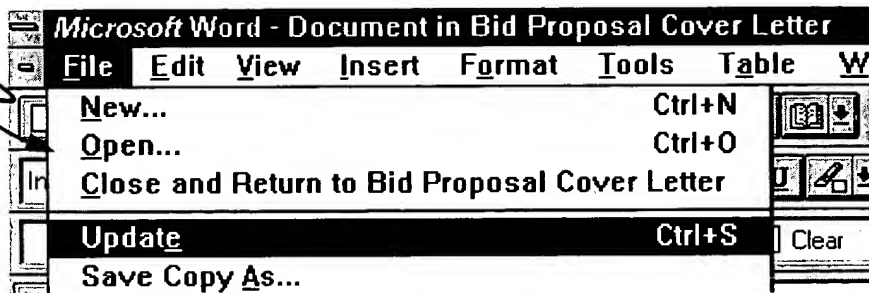 Microsoft Word - Document in Bid Proposal Cover Letter
File Edit View Insert Format Tools Table W
New... Ctrl+N
Open... Ctrl+O
Close and Return to Bid Proposal Cover Letter
In U
Update Ctrl+S Clear
Save Copy As...